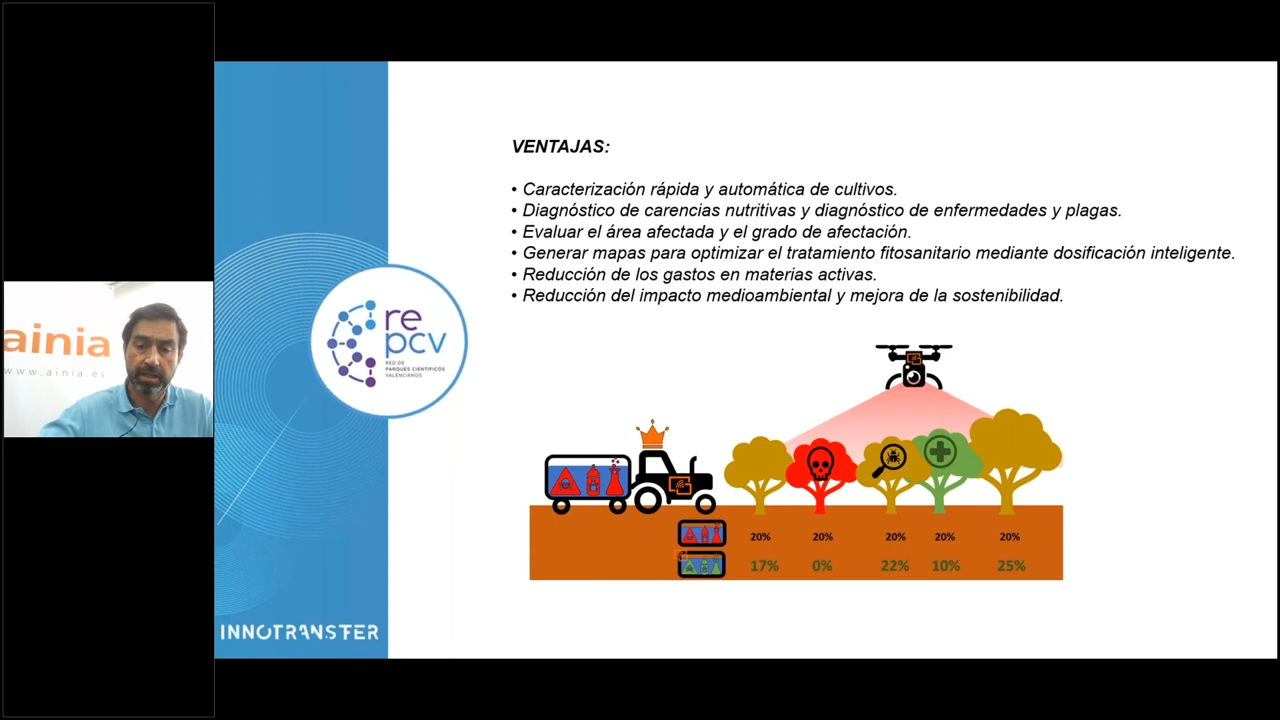 ainia
www.ainia.es
re
pcv
RED DE
PARQUES CIENTÍFICOS
VALENCIANOS
INNOTRANSFER
VENTAJAS:
• Caracterización rápida y automática de cultivos.
• Diagnóstico de carencias nutritivas y diagnóstico de enfermedades y plagas.
• Evaluar el área afectada y el grado de afectación.
• Generar mapas para optimizar el tratamiento fitosanitario mediante dosificación inteligente.
• Reducción de los gastos en materias activas.
• Reducción del impacto medioambiental y mejora de la sostenibilidad.
20% 20% 20% 20% 20%
17% 0% 22% 10% 25%